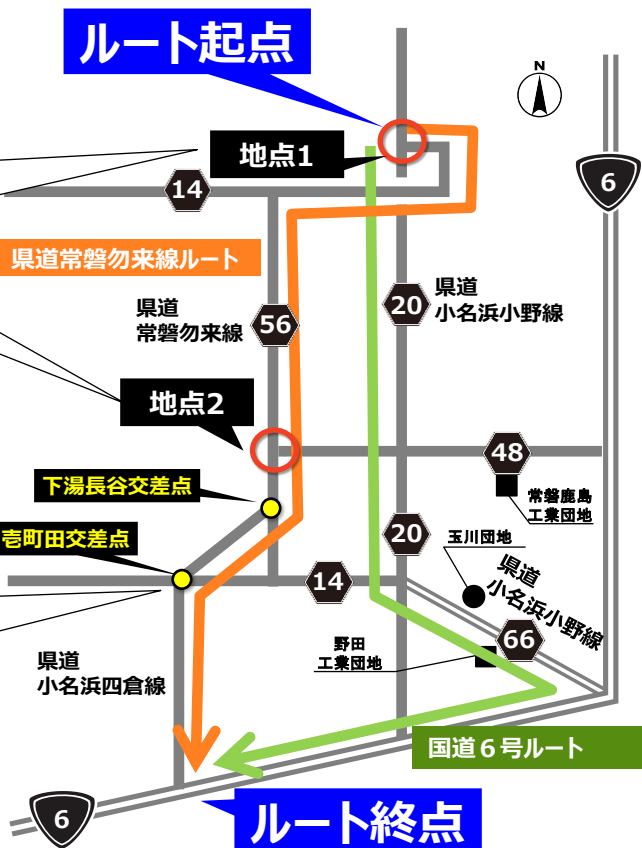 ルート起点
N
地点1
6
14
県道常磐勿来線ルート
県道
常磐勿来線
56
20
県道
小名浜小野線
地点2
48
常磐鹿島
工業団地
下湯長谷交差点
壱町田交差点
20
玉川団地
県道
小名浜小野線
14
66
野田
工業団地
県道
小名浜四倉線
国道6号ルート
6
ルート終点